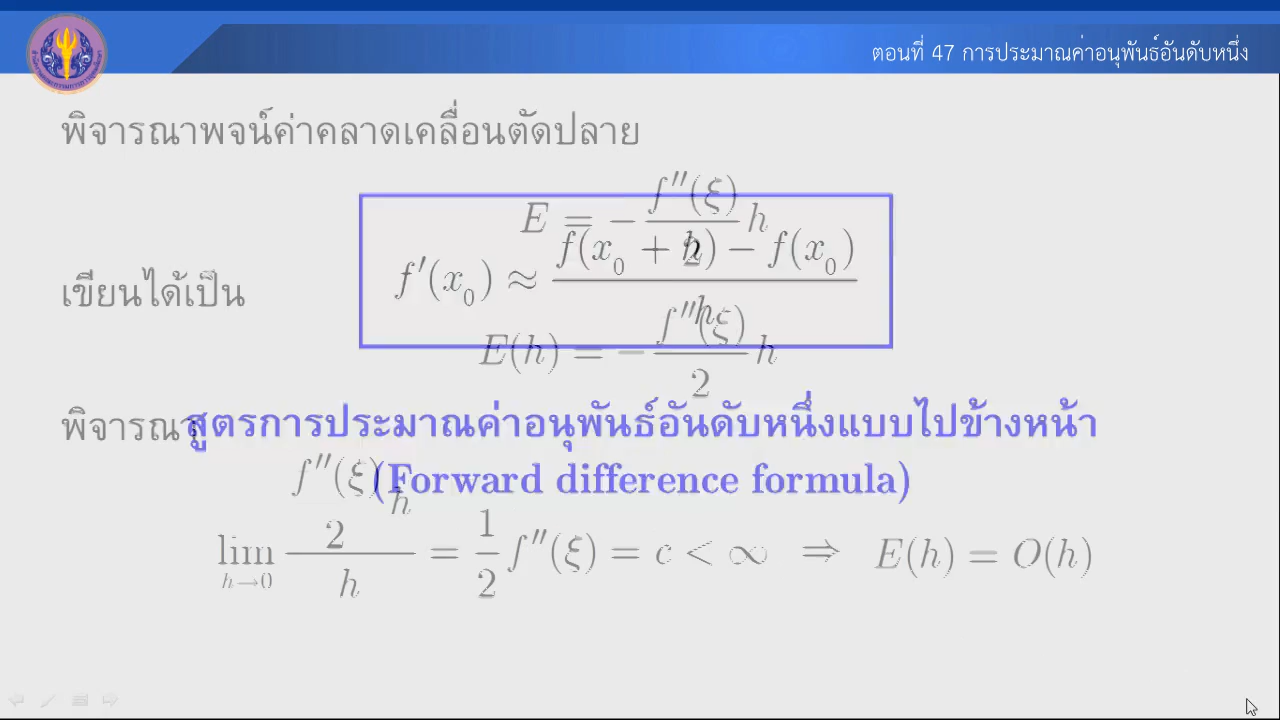 ตอนที่ 47 การประมาณค่าอนุพันธ์อันดับหนึ่ง
พิจารณาพจน์ค่าคลาดเคลื่อนตัดปลาย
E = − f″(ξ)/2 h
f′(x₀) ≈ (f(x₀ + h) − f(x₀))/h
เขียนได้เป็น
E(h) = − f″(ξ)/2 h
พิจารณา
สูตรการประมาณค่าอนุพันธ์อันดับหนึ่งแบบไปข้างหน้า
(Forward difference formula)
lim h→0 (f″(ξ)/2 h)/h = 1/2 f″(ξ) = c < ∞ ⇒ E(h) = O(h)